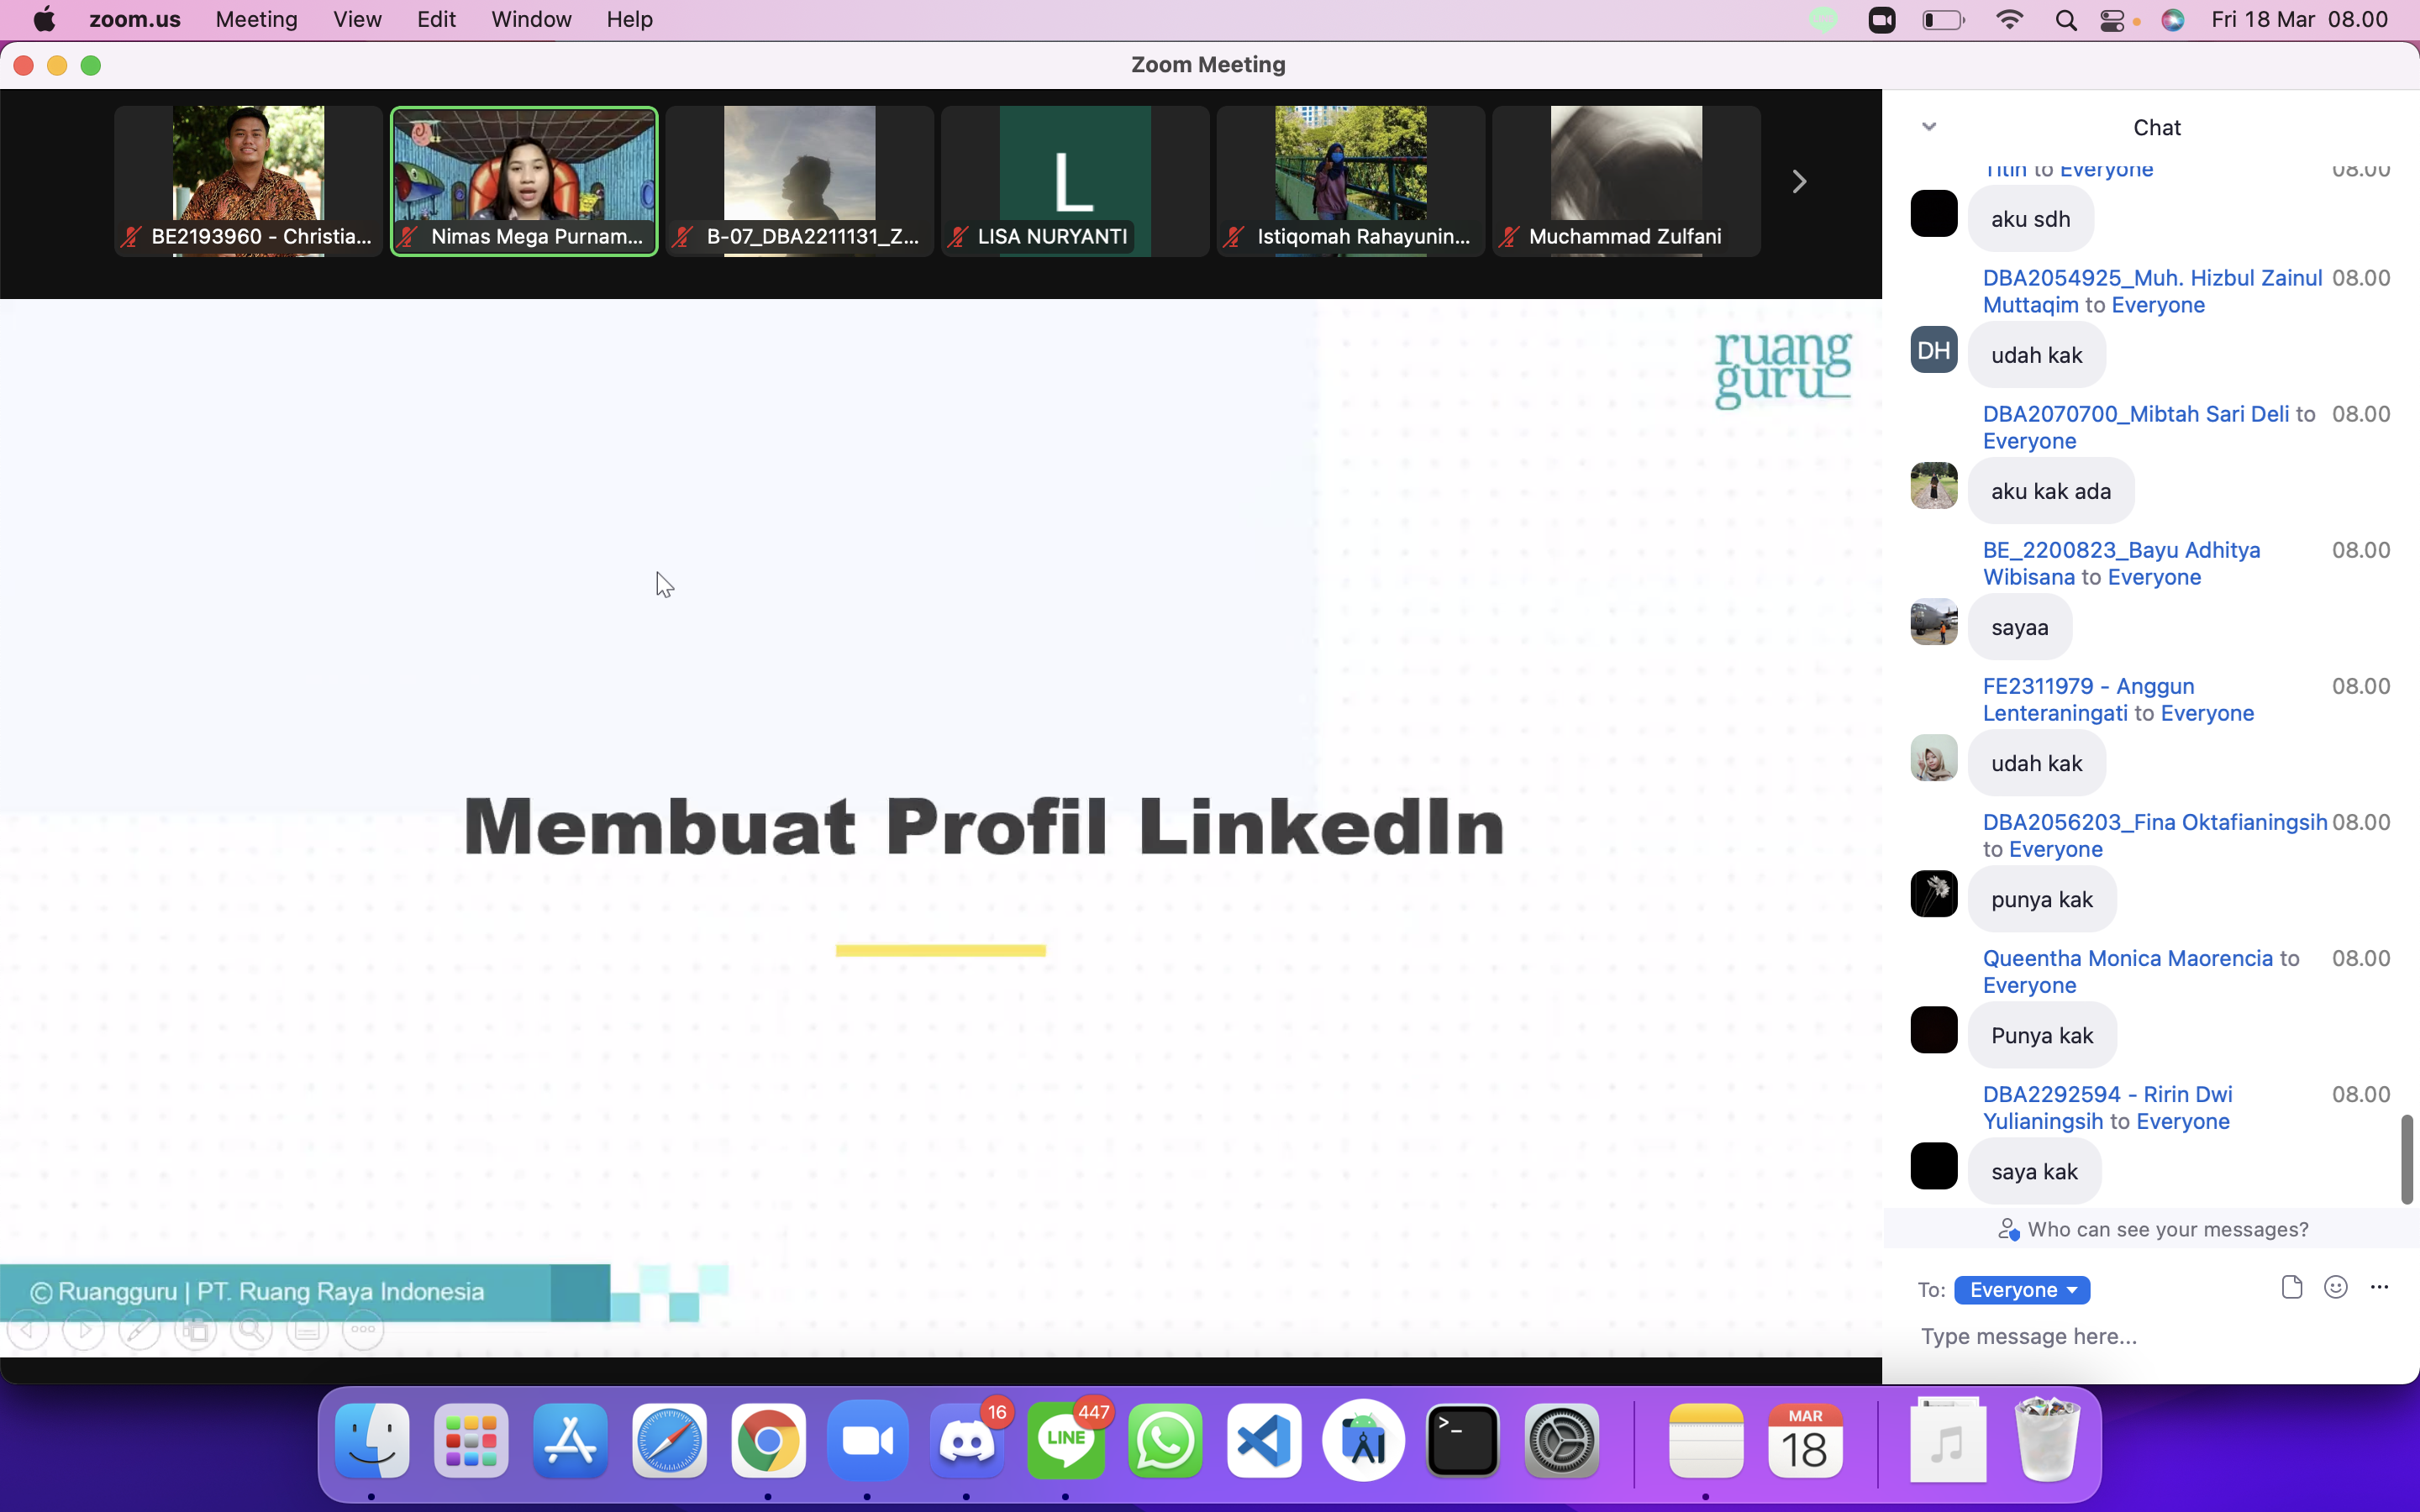 zoom.us Meeting View Edit Window Help
Fri 18 Mar 08.00
Zoom Meeting
BE2193960 - Christia...
Nimas Mega Purnam...
B-07_DBA2211131_Z...
L
LISA NURYANTI
Istiqomah Rahayunin...
Muchammad Zulfani
ruang
guru
Membuat Profil LinkedIn
© Ruangguru | PT. Ruang Raya Indonesia
Chat
Titin to Everyone 08.00
aku sdh
DBA2054925_Muh. Hizbul Zainul 08.00
Muttaqim to Everyone
DH
udah kak
DBA2070700_Mibtah Sari Deli to 08.00
Everyone
aku kak ada
BE_2200823_Bayu Adhitya 08.00
Wibisana to Everyone
sayaa
FE2311979 - Anggun 08.00
Lenteraningati to Everyone
udah kak
DBA2056203_Fina Oktafianingsih 08.00
to Everyone
punya kak
Queentha Monica Maorencia to 08.00
Everyone
Punya kak
DBA2292594 - Ririn Dwi 08.00
Yulianingsih to Everyone
saya kak
Who can see your messages?
To: Everyone
Type message here...
16
447
LINE
>_
MAR
18